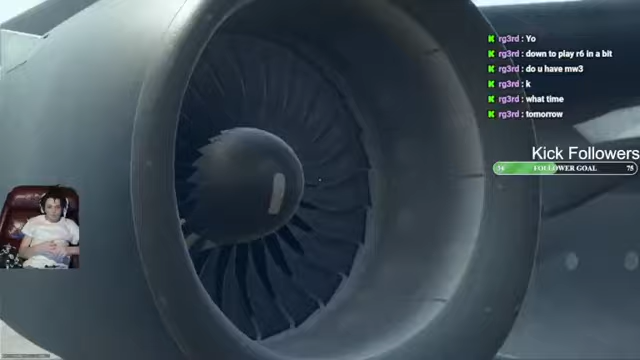 rg3rd : Yo
rg3rd : down to play r6 in a bit
rg3rd : do u have mw3
rg3rd : k
rg3rd : what time
rg3rd : tomorrow
Kick Followers
FOLLOWER GOAL 75